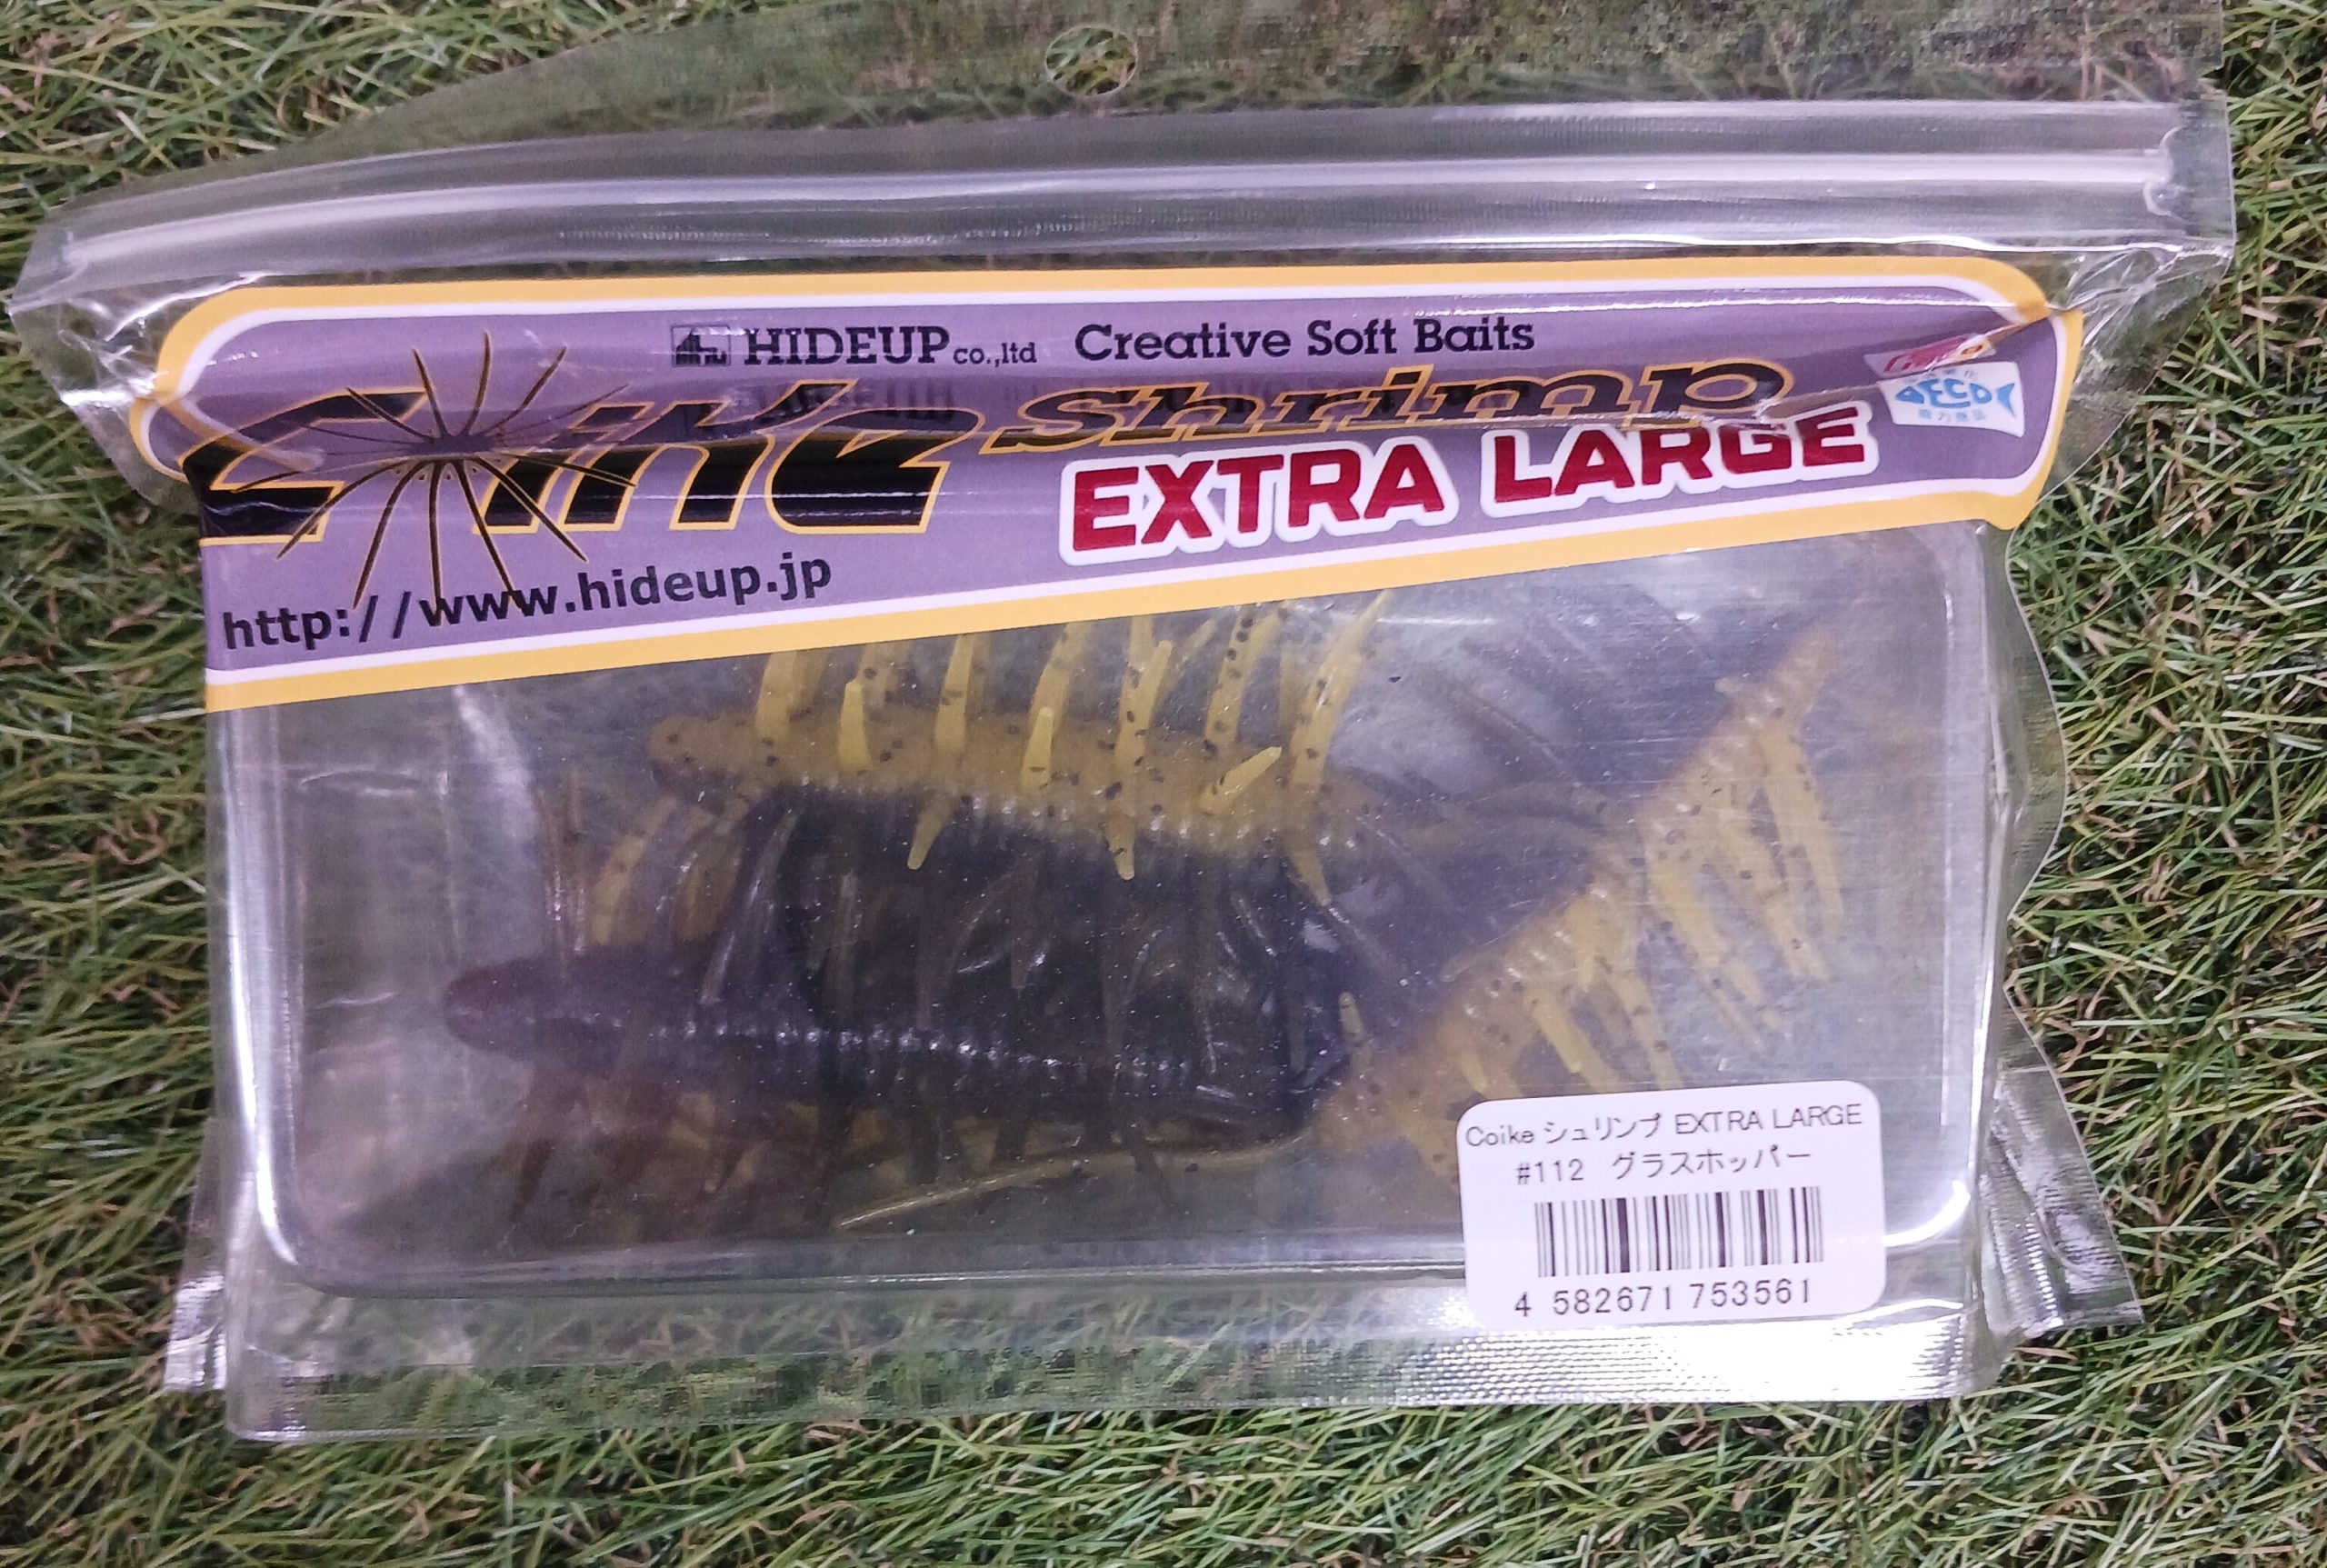 HIDEUP co.,ltd Creative Soft Baits
Coike shrimp
EXTRA LARGE
DECO
http://www.hideup.jp
Coike シュリンプ EXTRA LARGE
#112 グラスホッパー
4 582671 753561